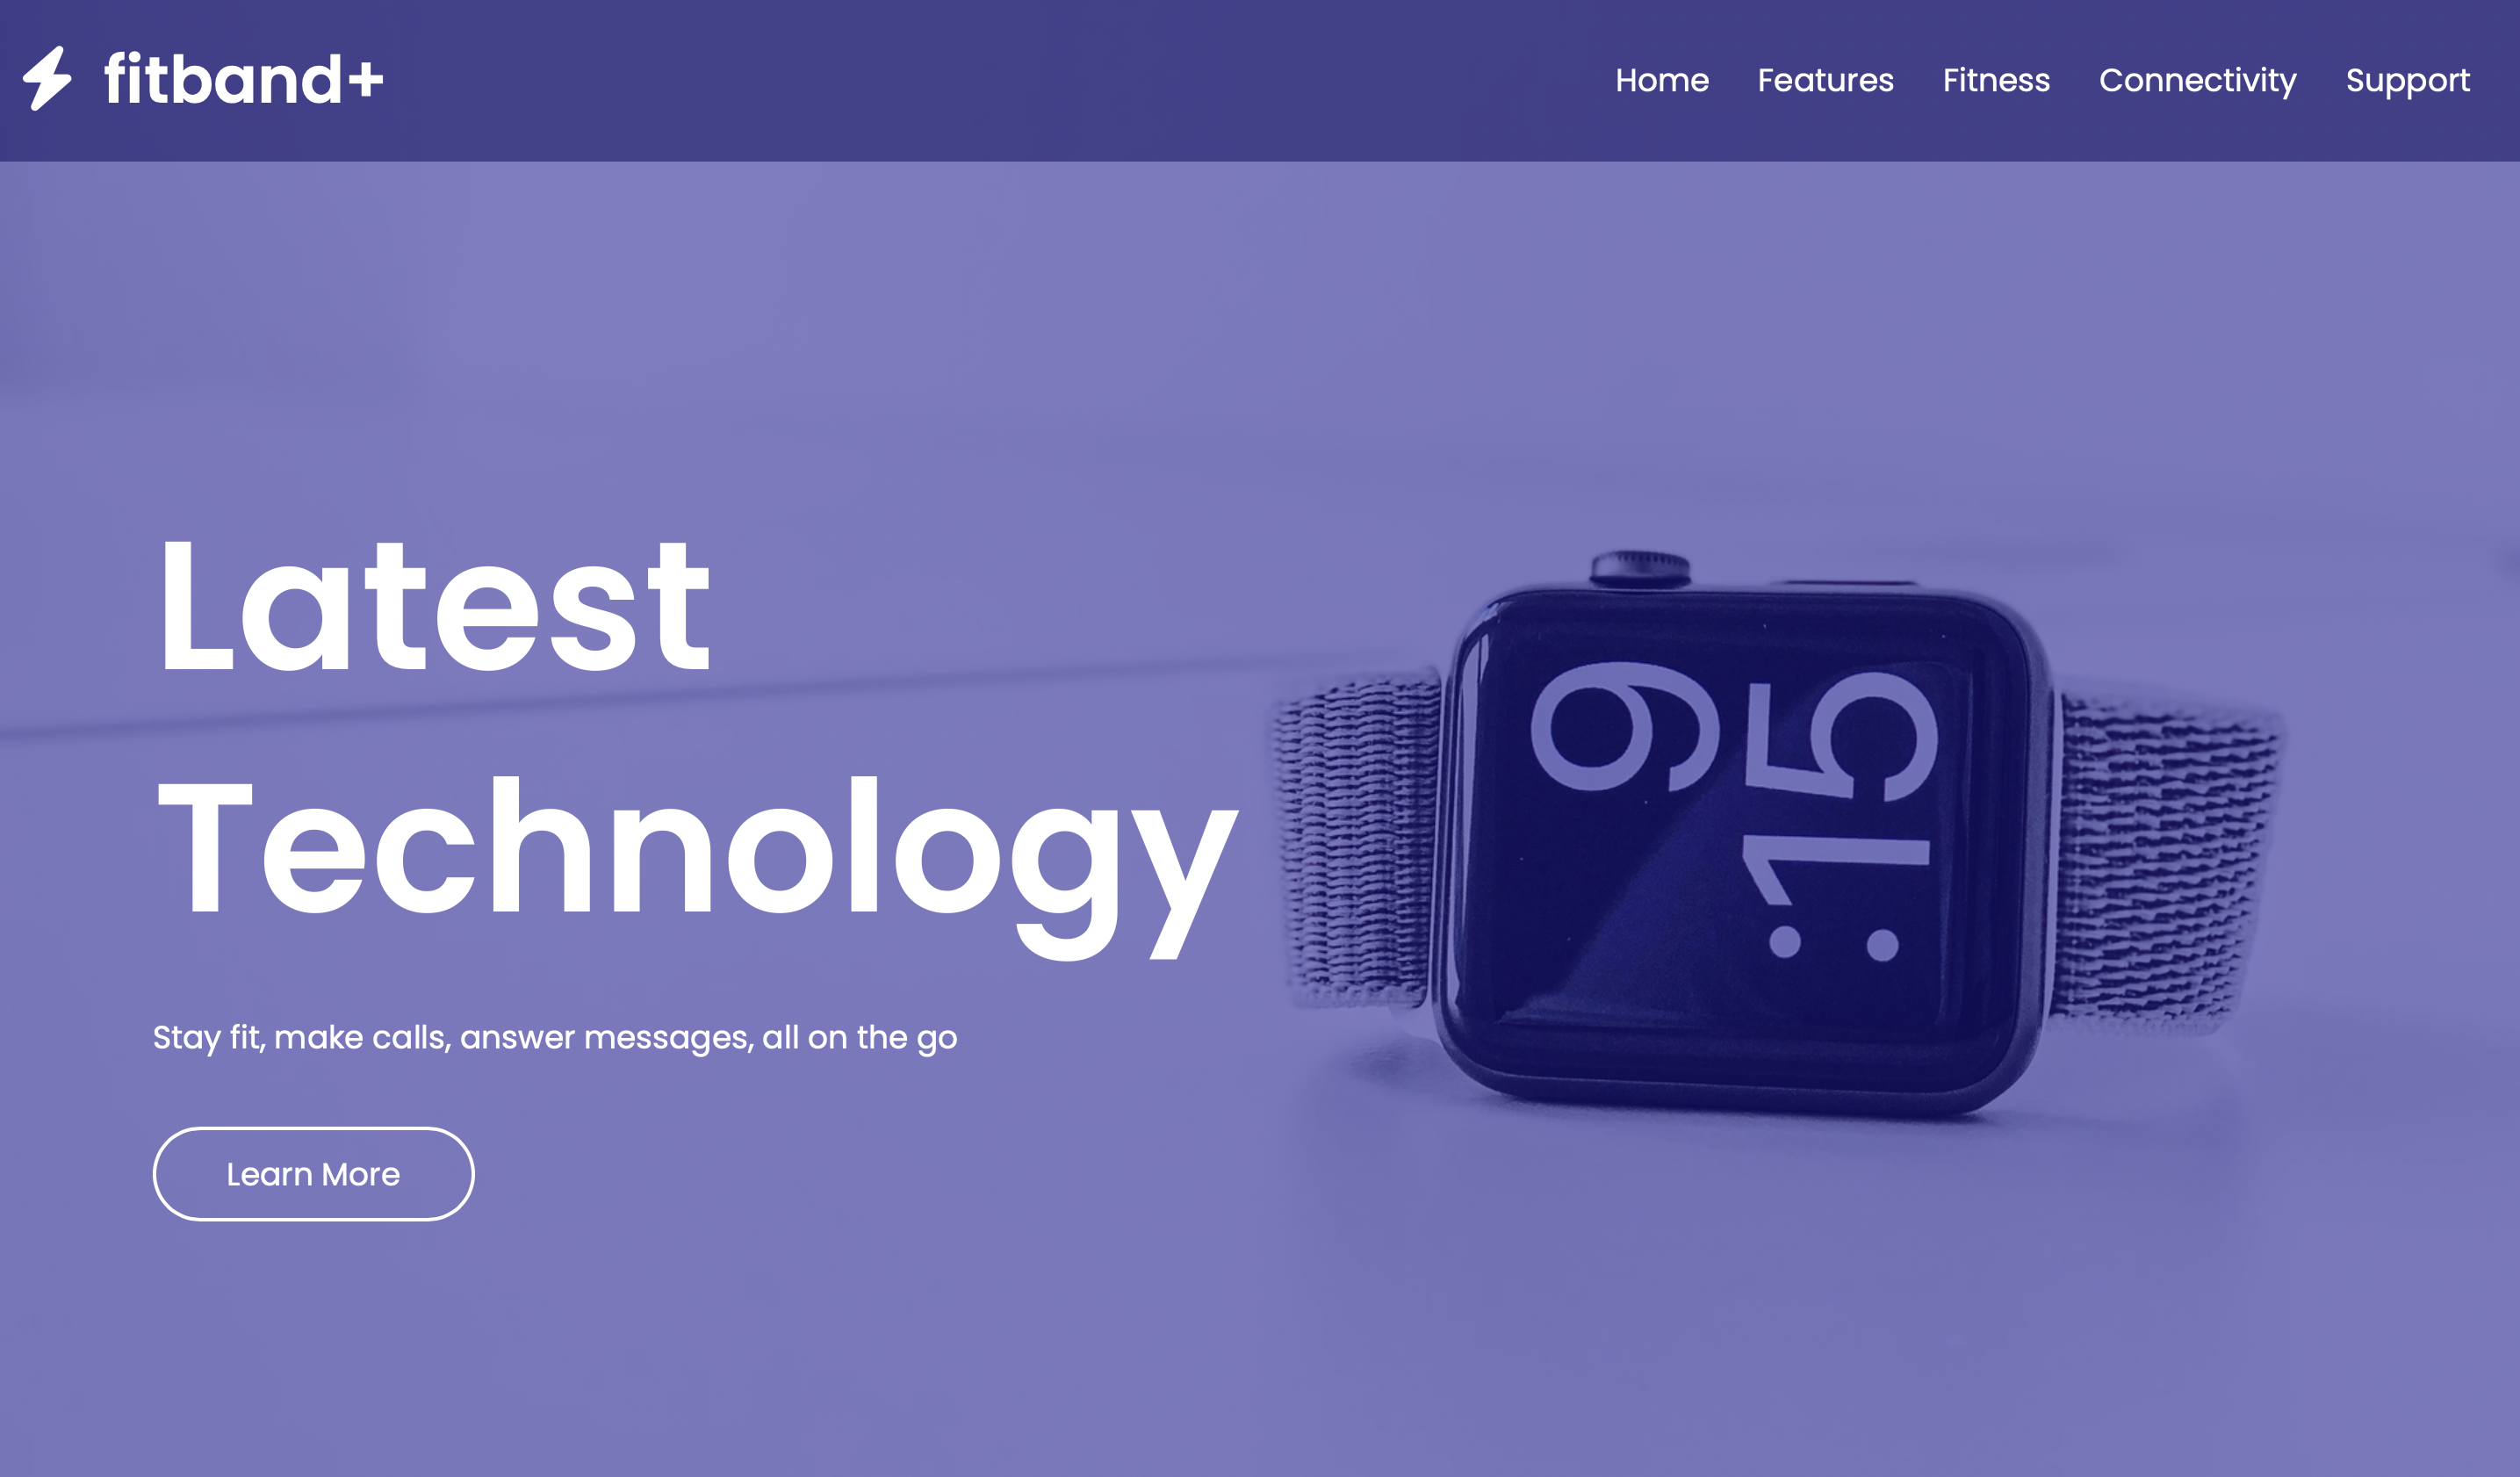 fitband+
Home Features Fitness Connectivity Support
Latest
Technology
Stay fit, make calls, answer messages, all on the go
Learn More
9
:15